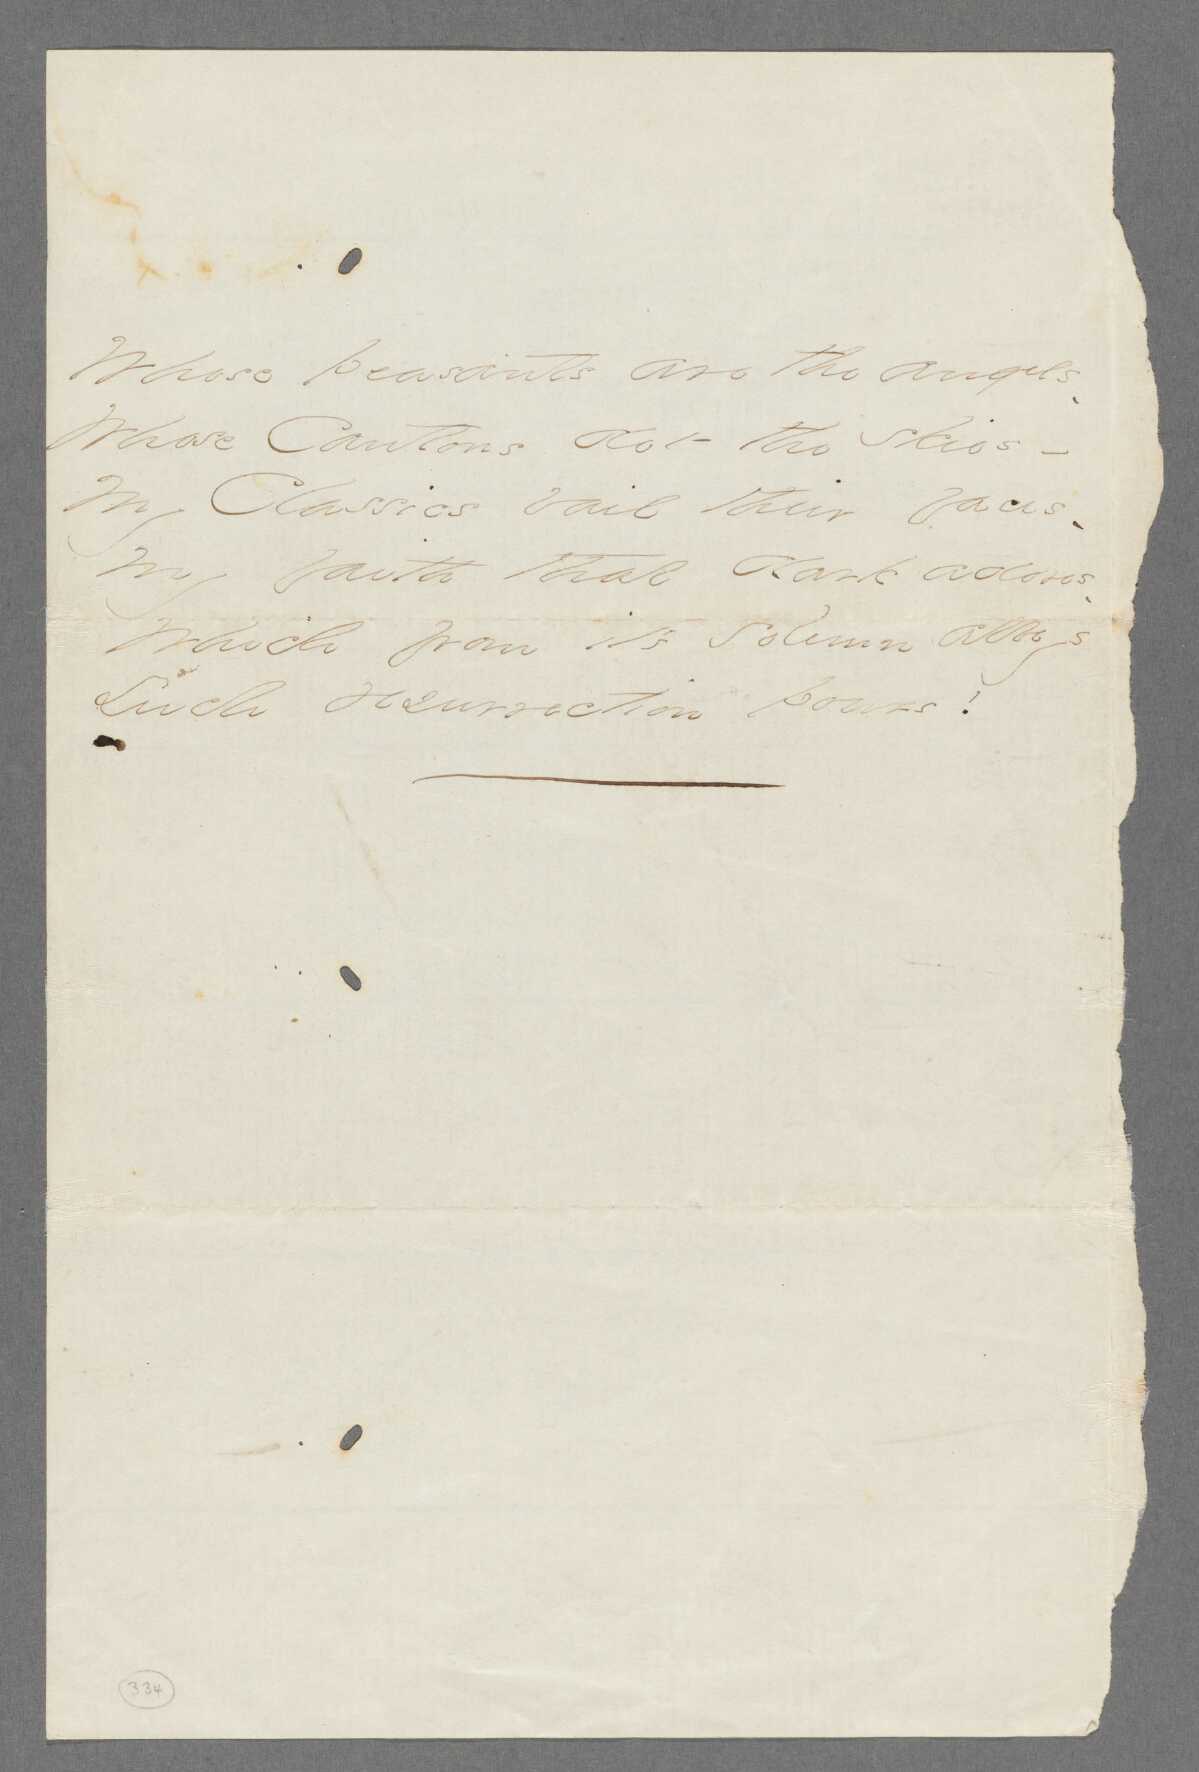 Whose peasants are the angels.
Whose Cantons dot the skies -
My Classics vail their faces.
My faith that Dark adores.
Which from it's solemn abbeys
Such resurrection pours!
334